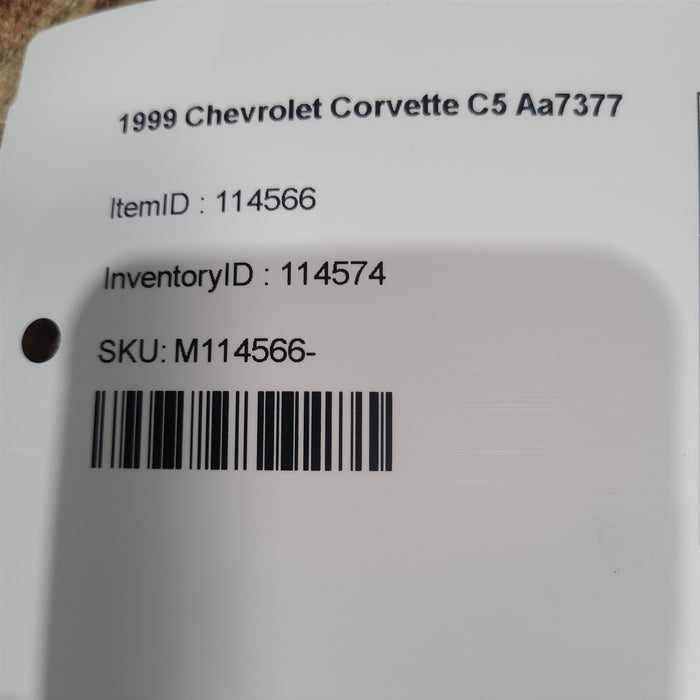 1999 Chevrolet Corvette C5 Aa7377
ItemID : 114566
InventoryID : 114574
SKU: M114566-